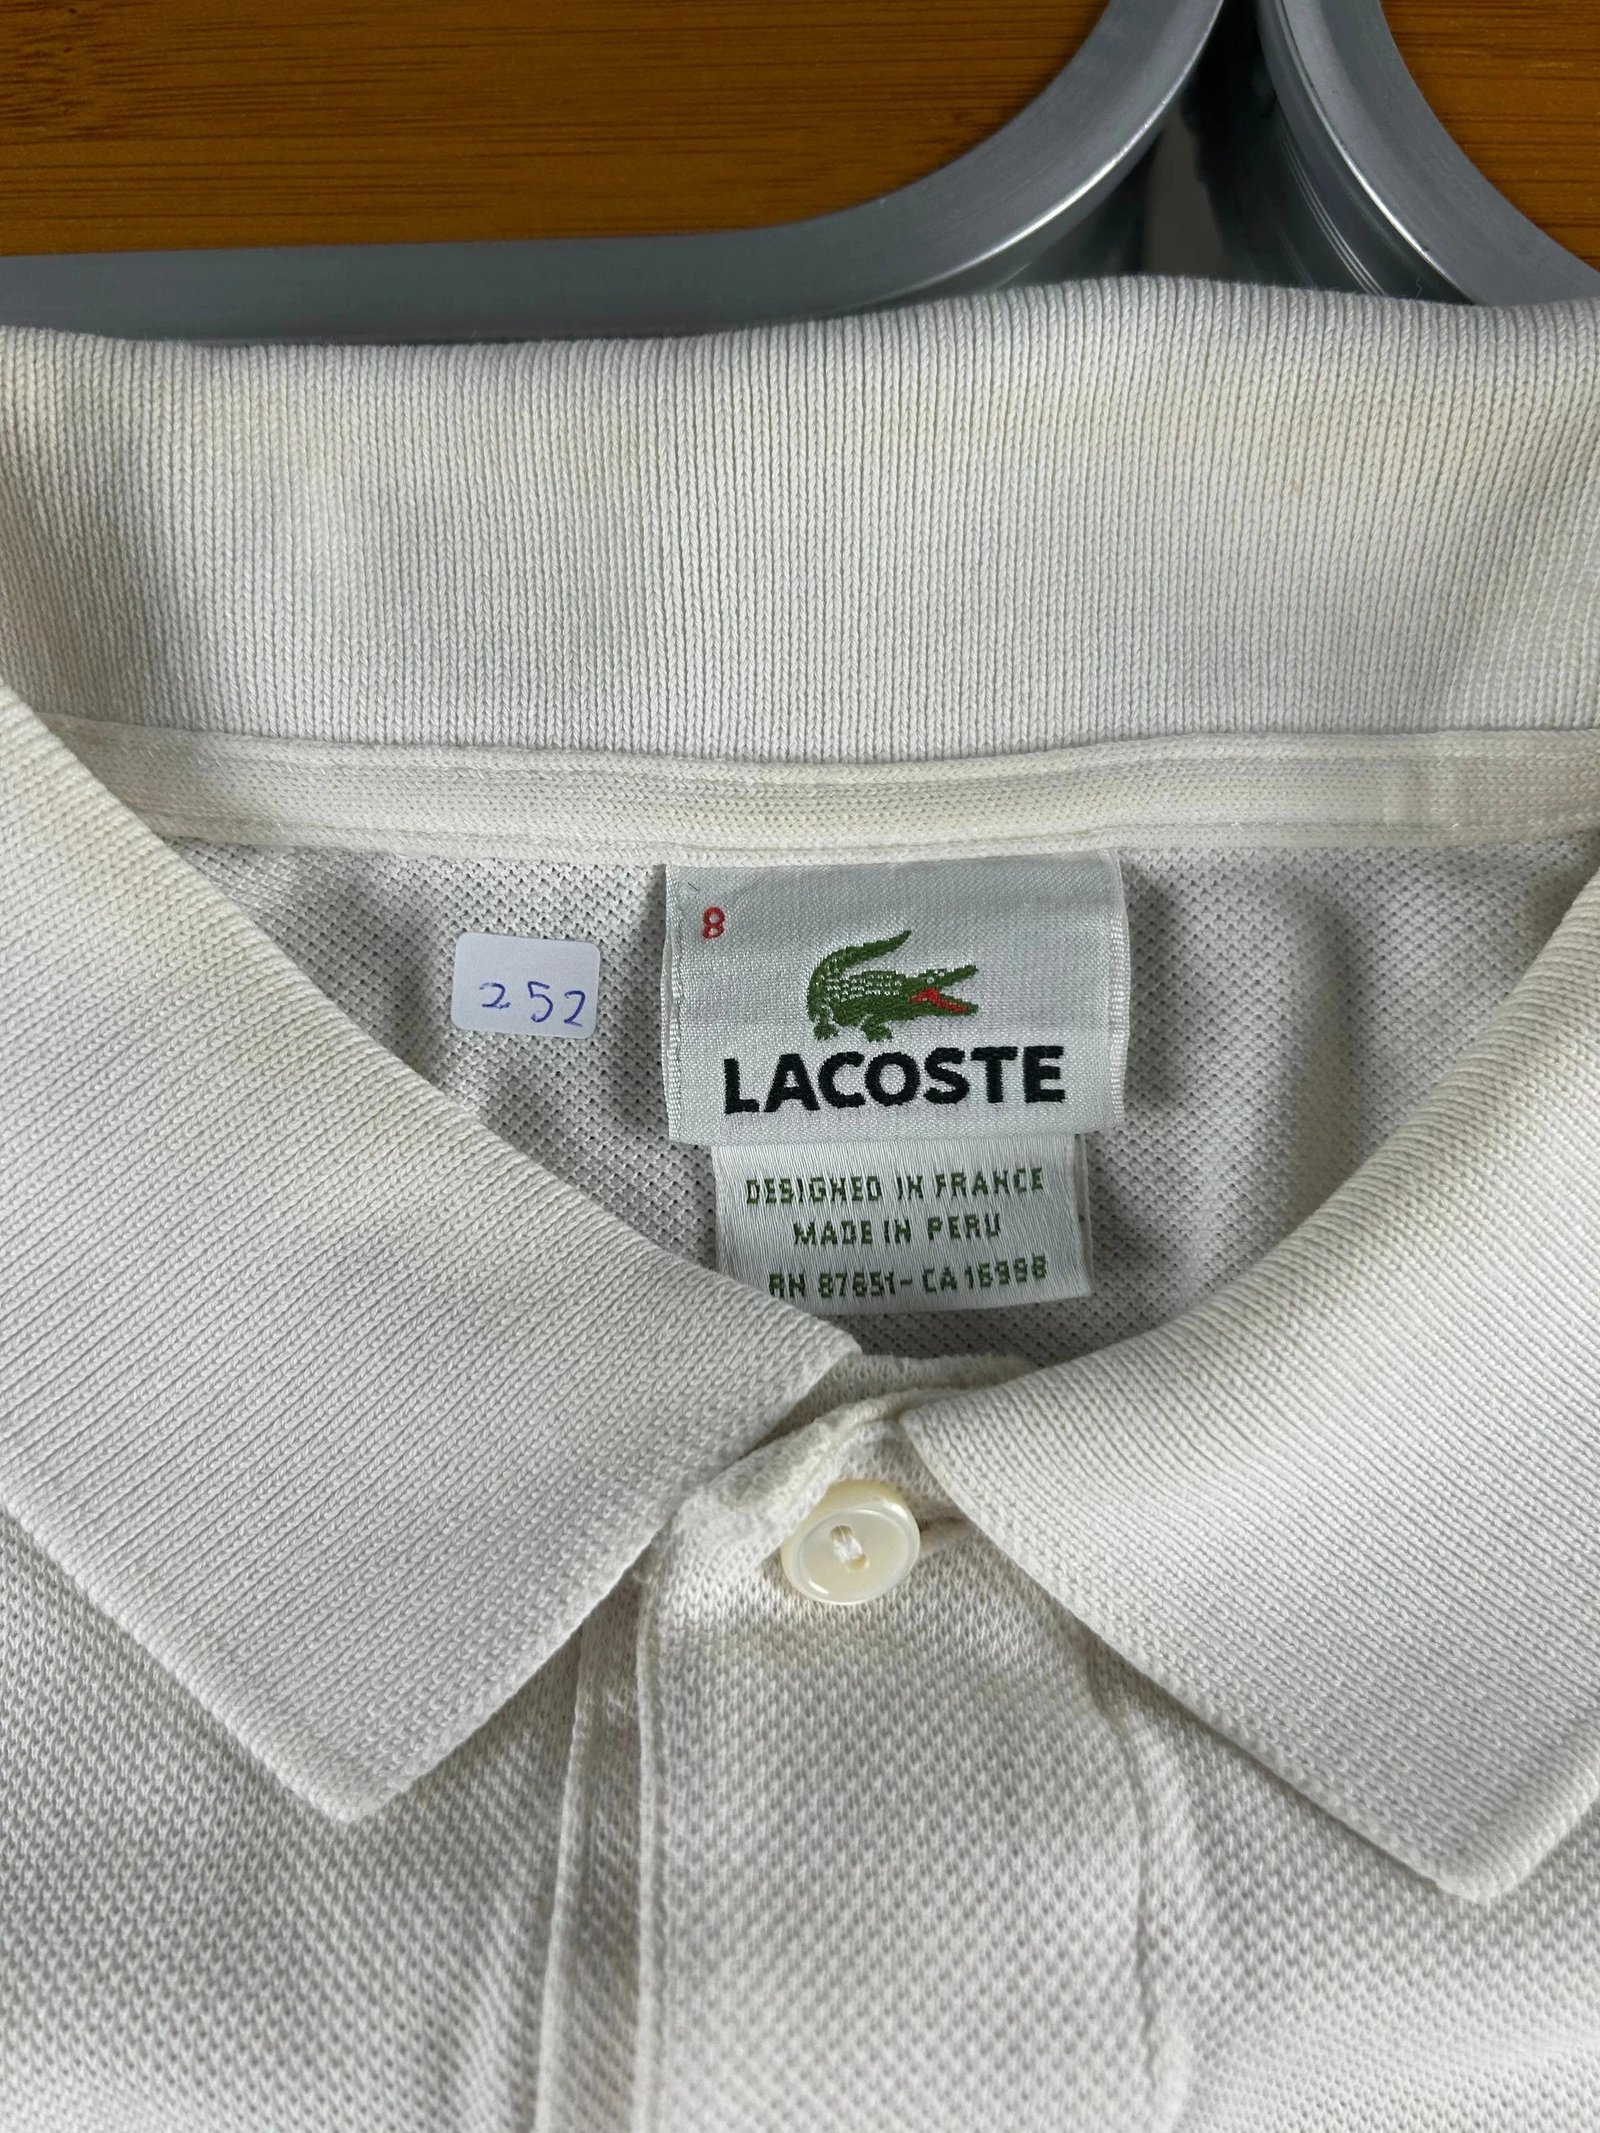 8
252
LACOSTE
DESIGNED IN FRANCE
MADE IN PERU
RN 87651-CA 16998